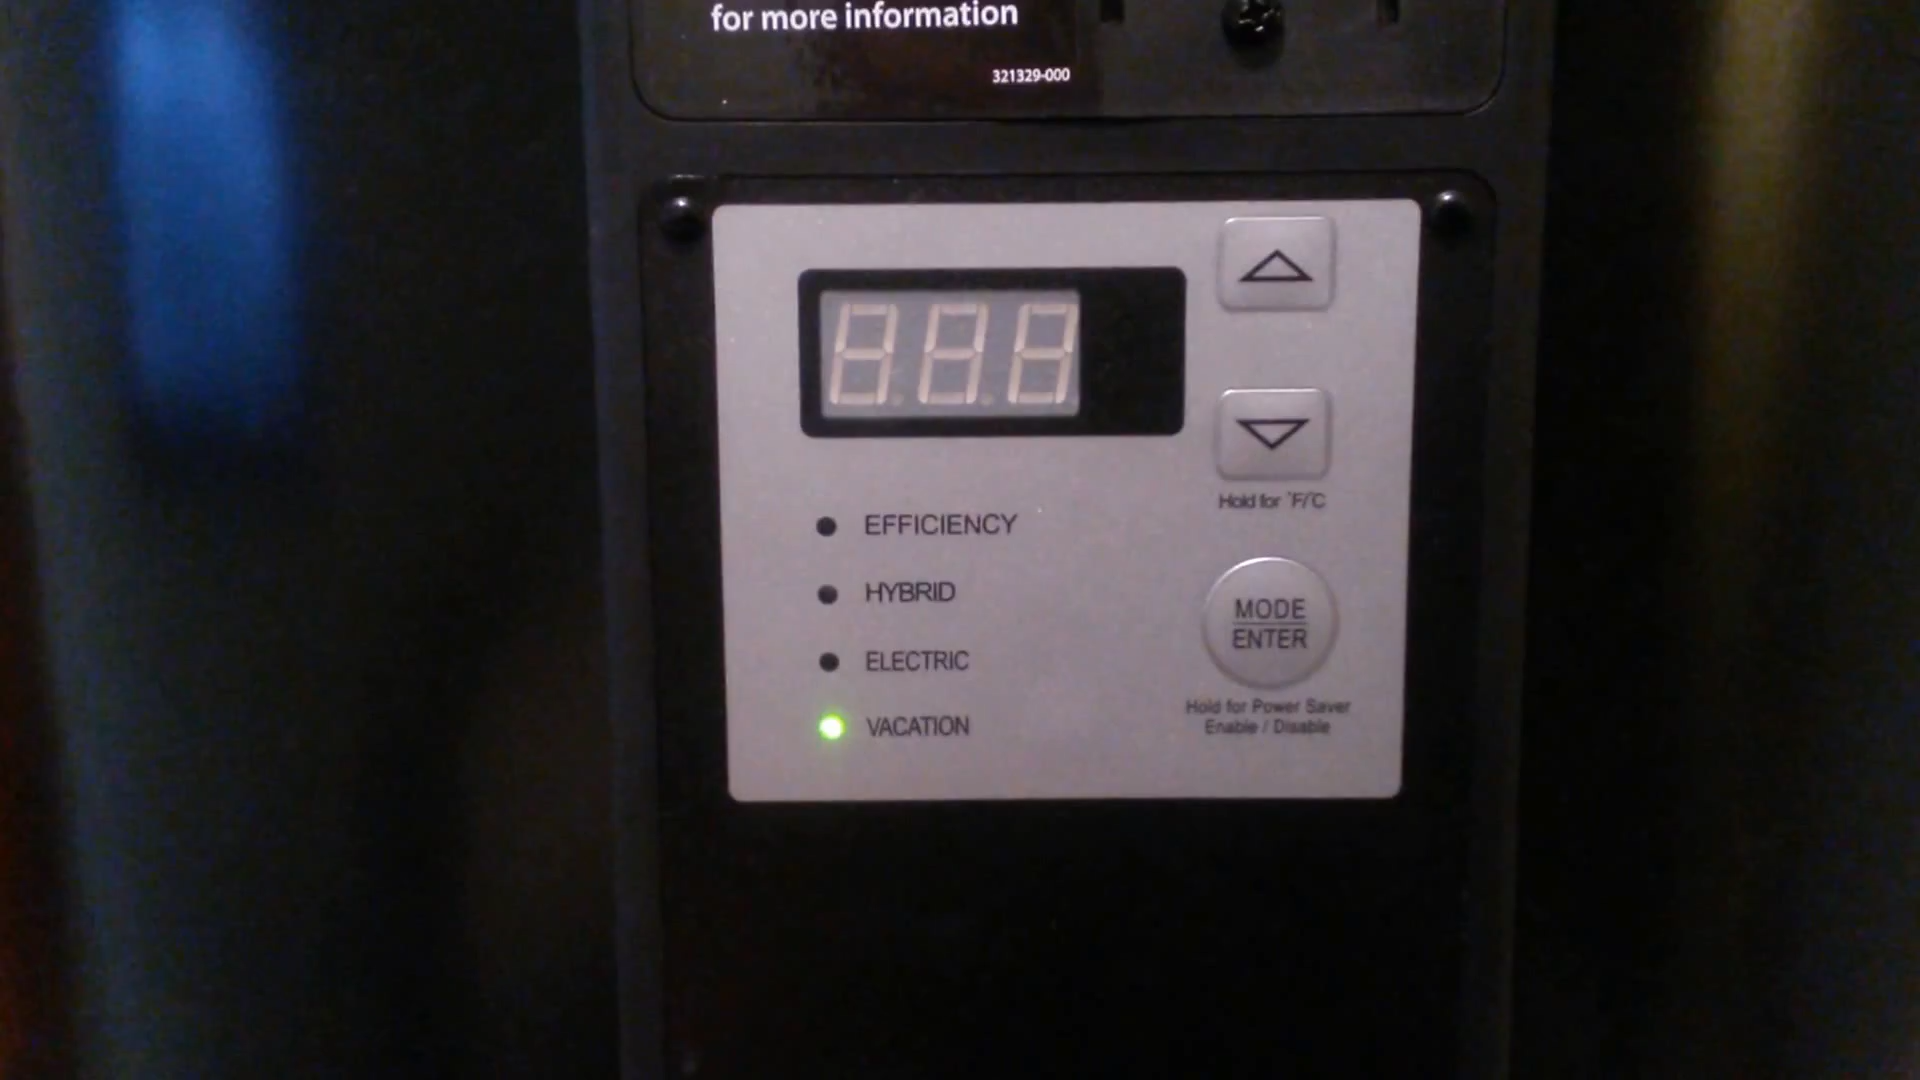 for more information
321329-000
Hold for °F/°C
EFFICIENCY
HYBRID
MODE
ENTER
ELECTRIC
Hold for Power Saver
Enable / Disable
VACATION